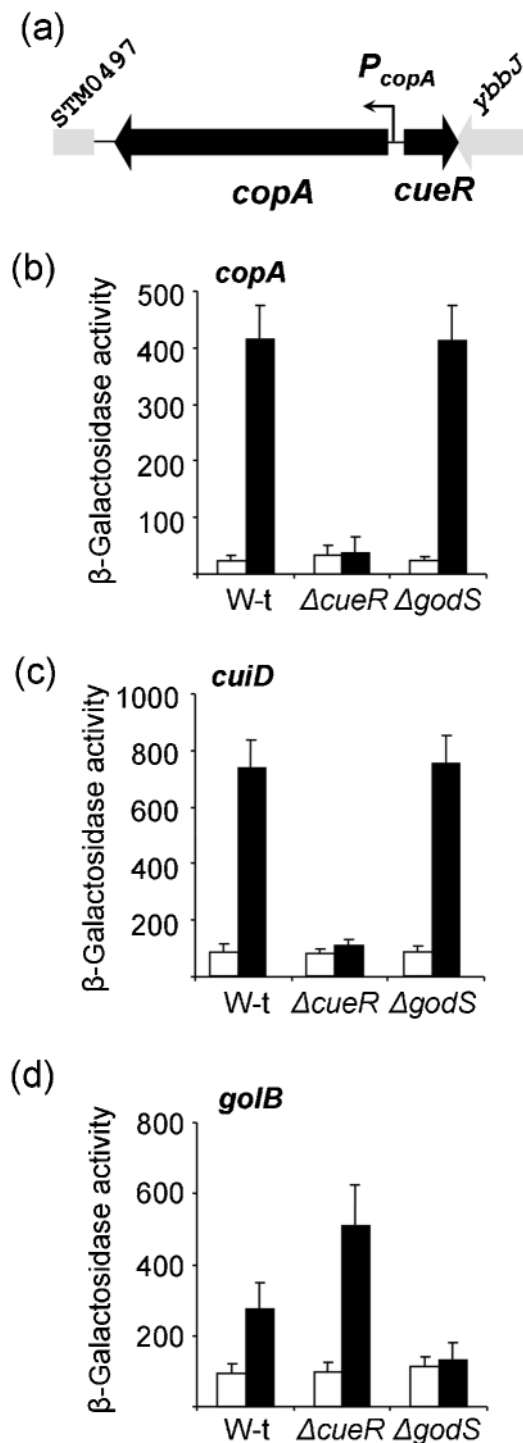 (a)
STM0497
PcopA
ybbJ
copA
cueR
(b)
copA
β-Galactosidase activity
500
400
300
200
100
W-t ΔcueR ΔgodS
(c)
cuiD
β-Galactosidase activity
1000
800
600
400
200
W-t ΔcueR ΔgodS
(d)
golB
β-Galactosidase activity
800
600
400
200
W-t ΔcueR ΔgodS